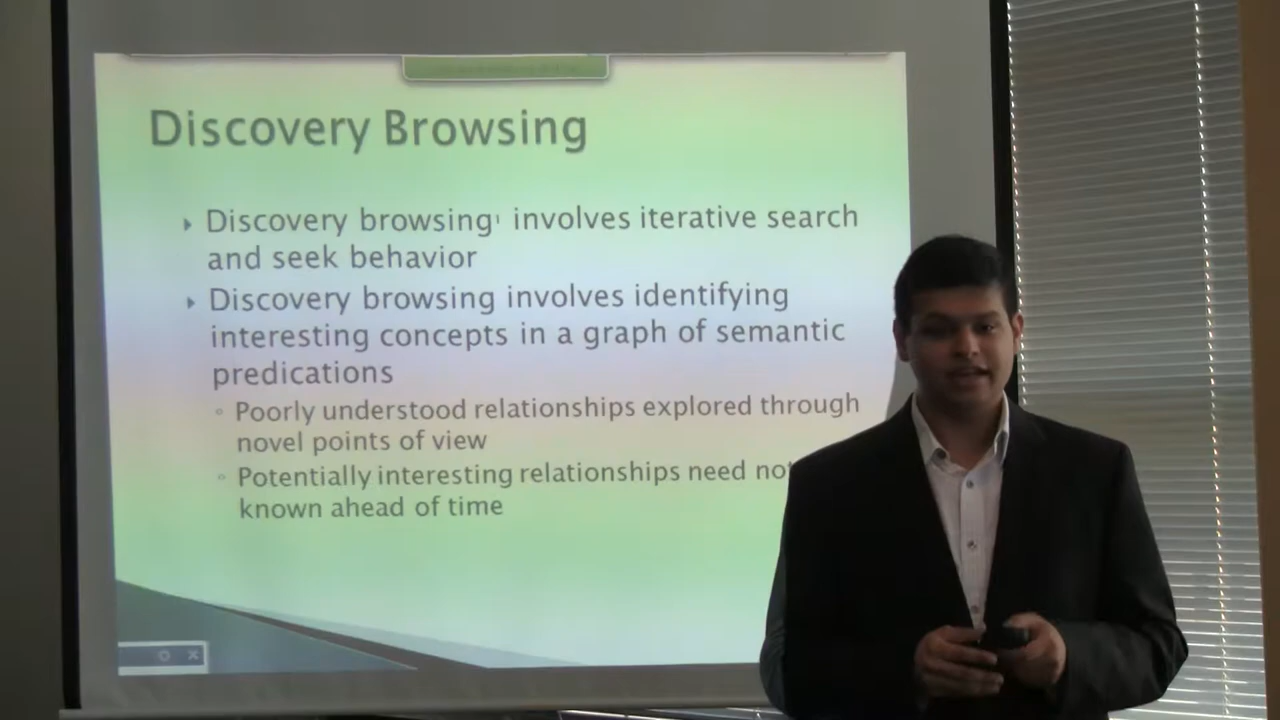 Discovery Browsing
Discovery browsing¹ involves iterative search
and seek behavior
Discovery browsing involves identifying
interesting concepts in a graph of semantic
predications
Poorly understood relationships explored through
novel points of view
Potentially interesting relationships need not
known ahead of time